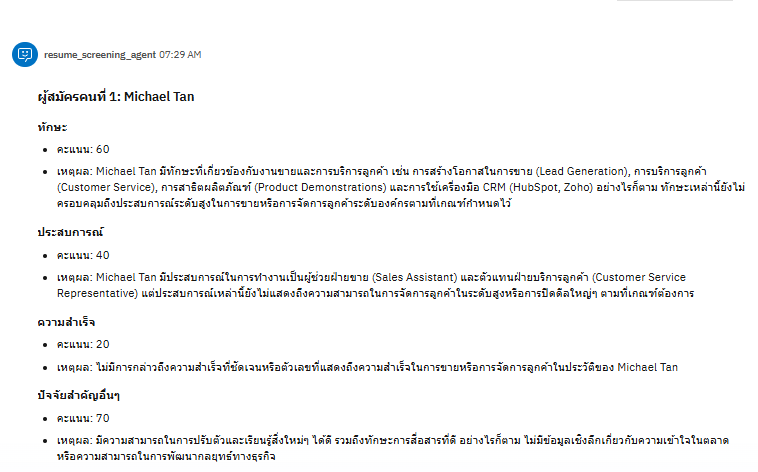 resume_screening_agent 07:29 AM
ผู้สมัครคนที่ 1: Michael Tan
ทักษะ
• คะแนน: 60
• เหตุผล: Michael Tan มีทักษะที่เกี่ยวข้องกับงานขายและการบริการลูกค้า เช่น การสร้างโอกาสในการขาย (Lead Generation), การบริการลูกค้า
(Customer Service), การสาธิตผลิตภัณฑ์ (Product Demonstrations) และการใช้เครื่องมือ CRM (HubSpot, Zoho) อย่างไรก็ตาม ทักษะเหล่านี้ยังไม่
ครอบคลุมถึงประสบการณ์ระดับสูงในการขายหรือการจัดการลูกค้าระดับองค์กรตามที่เกณฑ์กำหนดไว้
ประสบการณ์
• คะแนน: 40
• เหตุผล: Michael Tan มีประสบการณ์ในการทำงานเป็นผู้ช่วยฝ่ายขาย (Sales Assistant) และตัวแทนฝ่ายบริการลูกค้า (Customer Service
Representative) แต่ประสบการณ์เหล่านี้ยังไม่แสดงถึงความสามารถในการจัดการลูกค้าในระดับสูงหรือการปิดดีลใหญ่ๆ ตามที่เกณฑ์ต้องการ
ความสำเร็จ
• คะแนน: 20
• เหตุผล: ไม่มีการกล่าวถึงความสำเร็จที่ชัดเจนหรือตัวเลขที่แสดงถึงความสำเร็จในการขายหรือการจัดการลูกค้าในประวัติของ Michael Tan
ปัจจัยสำคัญอื่นๆ
• คะแนน: 70
• เหตุผล: มีความสามารถในการปรับตัวและเรียนรู้สิ่งใหม่ๆ ได้ดี รวมถึงทักษะการสื่อสารที่ดี อย่างไรก็ตาม ไม่มีข้อมูลเชิงลึกเกี่ยวกับความเข้าใจในตลาด
หรือความสามารถในการพัฒนากลยุทธ์ทางธุรกิจ